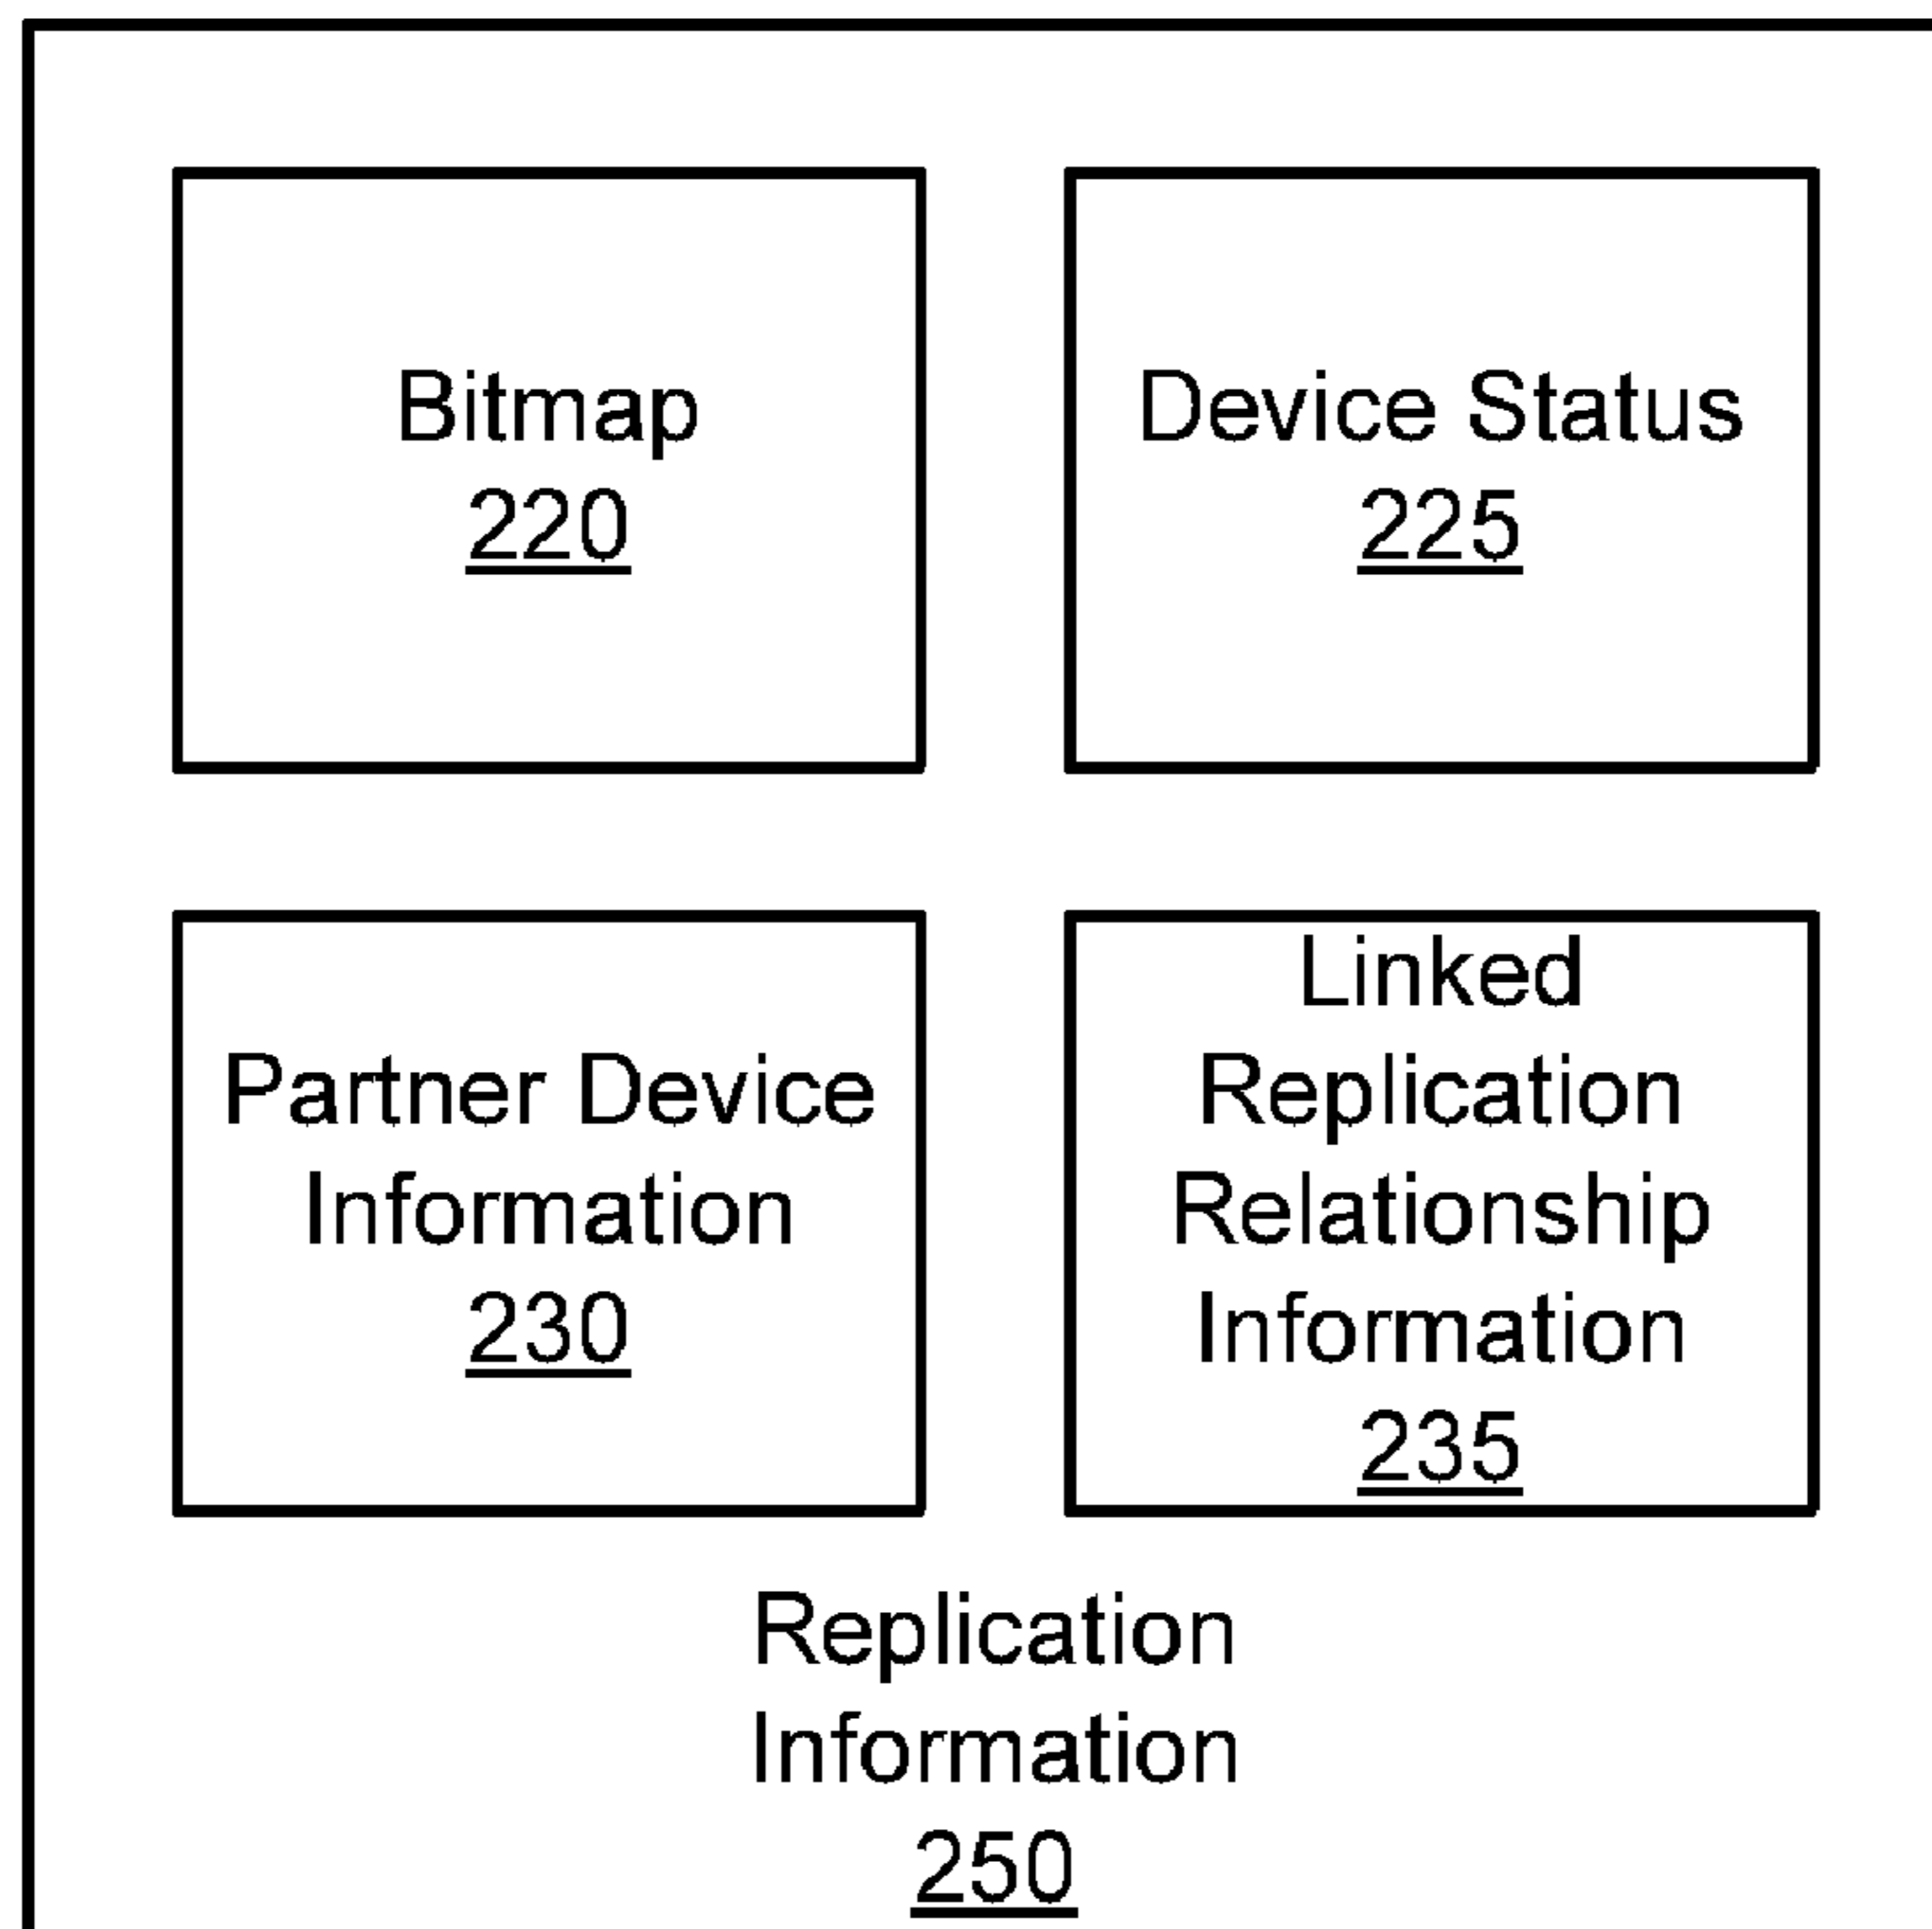 Bitmap
220
Device Status
225
Partner Device
Information
230
Linked
Replication
Relationship
Information
235
Replication
Information
250